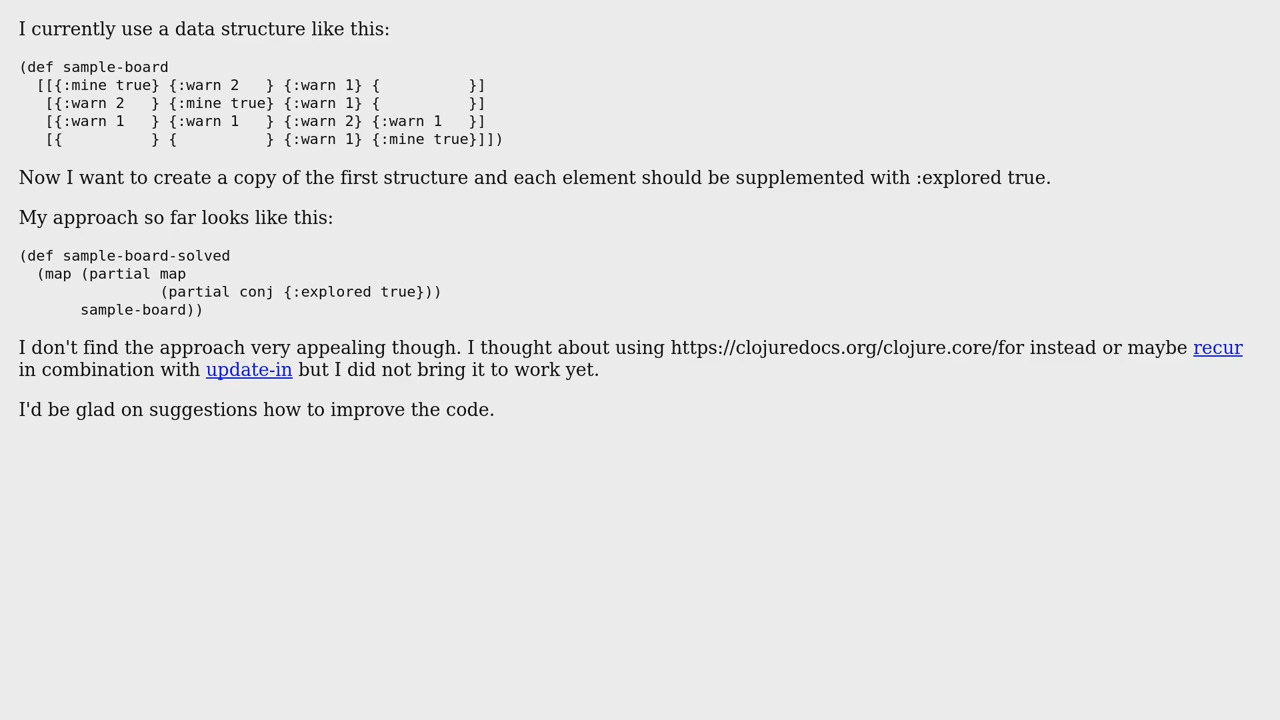 I currently use a data structure like this:
(def sample-board
  [[{:mine true} {:warn 2   } {:warn 1} {          }]
   [{:warn 2   } {:mine true} {:warn 1} {          }]
   [{:warn 1   } {:warn 1   } {:warn 2} {:warn 1   }]
   [{          } {          } {:warn 1} {:mine true}]])
Now I want to create a copy of the first structure and each element should be supplemented with :explored true.
My approach so far looks like this:
(def sample-board-solved
  (map (partial map
                (partial conj {:explored true}))
       sample-board))
I don't find the approach very appealing though. I thought about using https://clojuredocs.org/clojure.core/for instead or maybe recur
in combination with update-in but I did not bring it to work yet.
I'd be glad on suggestions how to improve the code.